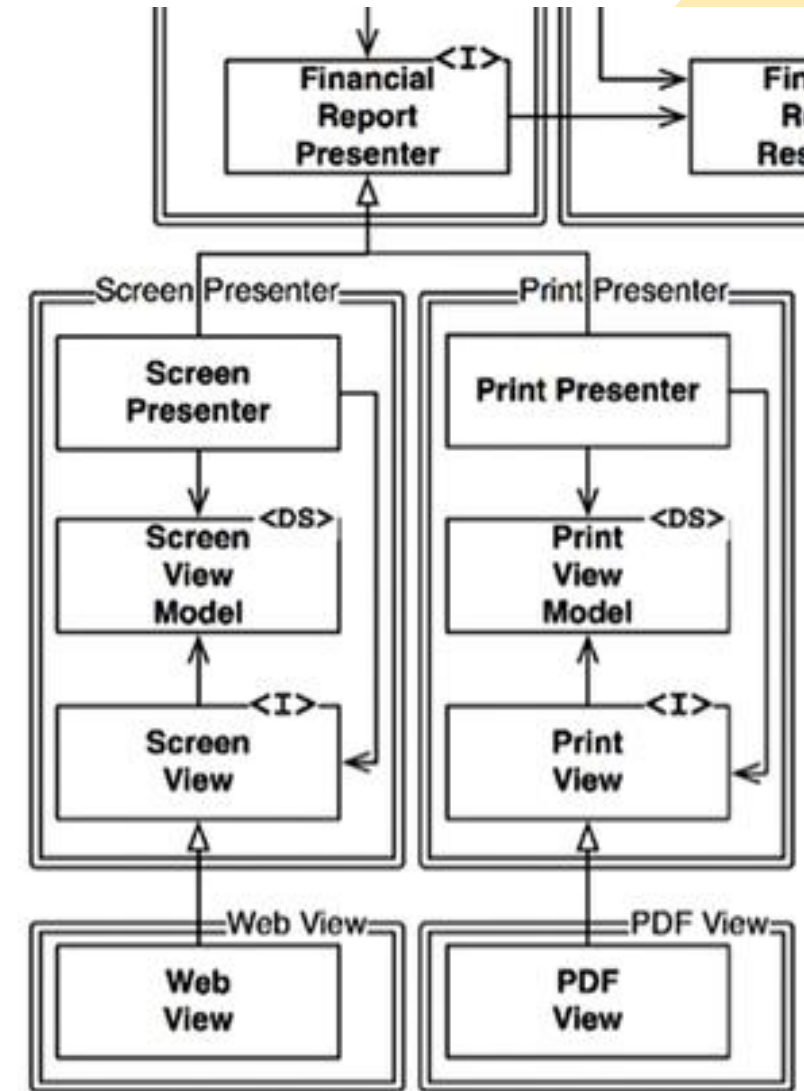 <I>
Financial
Report
Presenter
Screen Presenter
Screen
Presenter
<DS>
Screen
View
Model
<I>
Screen
View
Web View
Web
View
Print Presenter
Print Presenter
<DS>
Print
View
Model
<I>
Print
View
PDF View
PDF
View